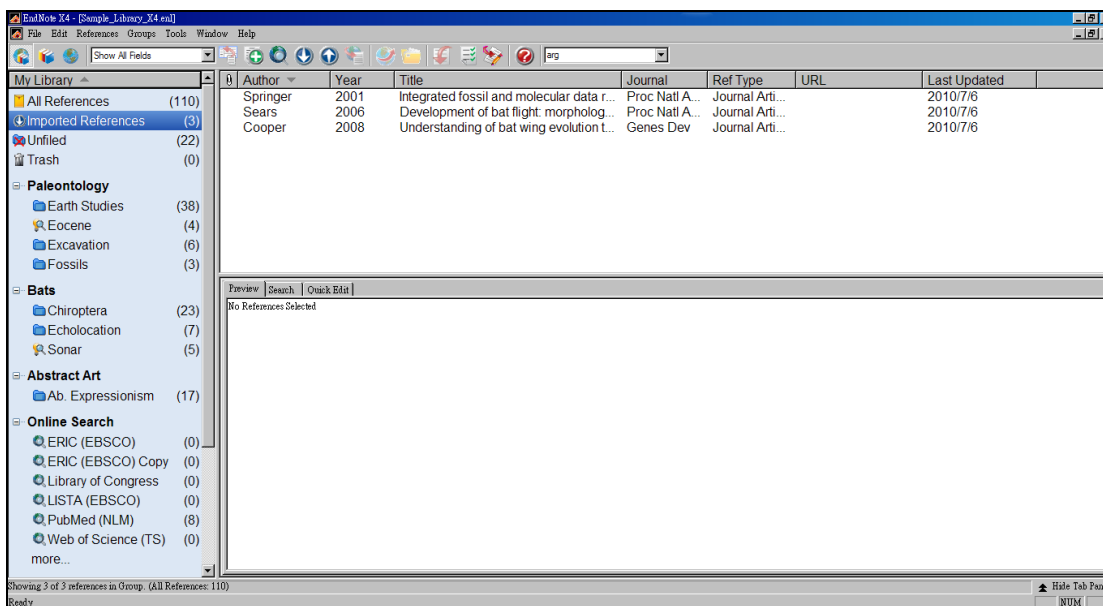 EndNote X4 - [Sample_Library_X4.enl]
File Edit References Groups Tools Window Help
Show All Fields arg
My Library
All References (110)
Imported References (3)
Unfiled (22)
Trash (0)
Paleontology
Earth Studies (38)
Eocene (4)
Excavation (6)
Fossils (3)
Bats
Chiroptera (23)
Echolocation (7)
Sonar (5)
Abstract Art
Ab. Expressionism (17)
Online Search
ERIC (EBSCO) (0)
ERIC (EBSCO) Copy (0)
Library of Congress (0)
LISTA (EBSCO) (0)
PubMed (NLM) (8)
Web of Science (TS) (0)
more...
Author Year Title Journal Ref Type URL Last Updated
Springer 2001 Integrated fossil and molecular data r... Proc Natl A... Journal Arti... 2010/7/6
Sears 2006 Development of bat flight: morpholog... Proc Natl A... Journal Arti... 2010/7/6
Cooper 2008 Understanding of bat wing evolution t... Genes Dev Journal Arti... 2010/7/6
Preview Search Quick Edit
No References Selected
Showing 3 of 3 references in Group. (All References: 110) Hide Tab Pan
Ready NUM